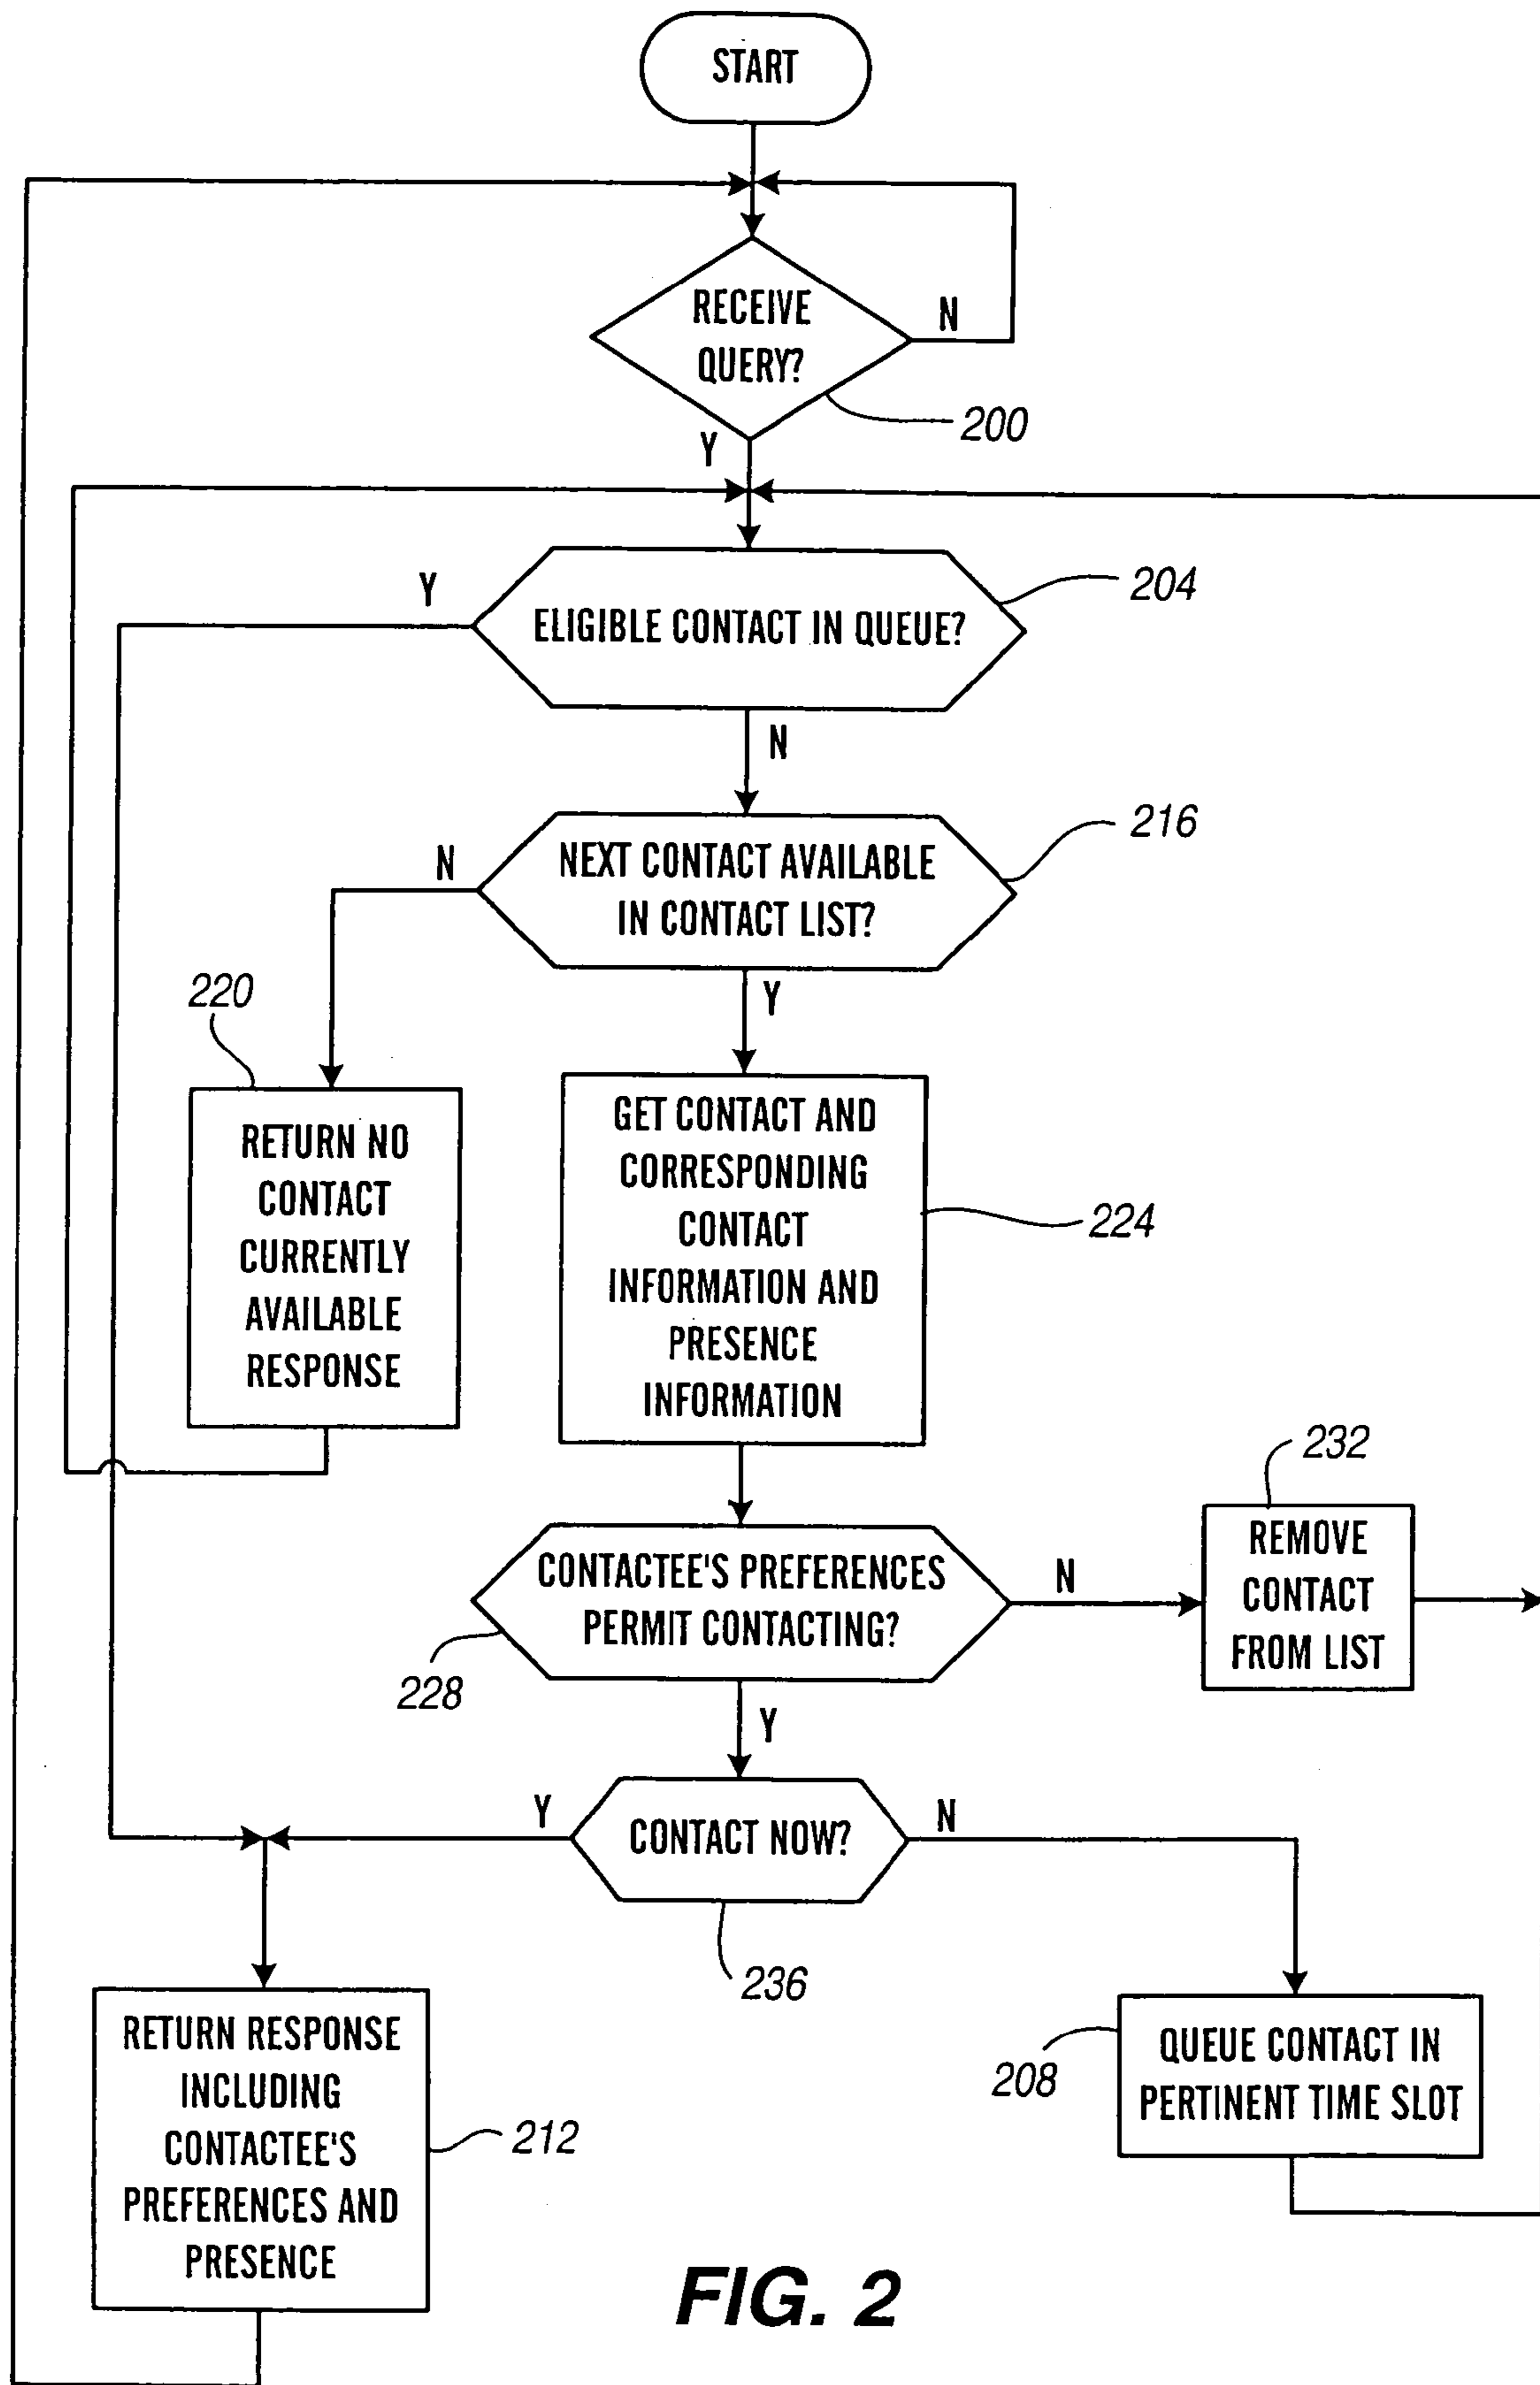 START
RECEIVE
QUERY?
N
200
Y
Y
204
ELIGIBLE CONTACT IN QUEUE?
N
216
N
NEXT CONTACT AVAILABLE
IN CONTACT LIST?
220
Y
RETURN NO
CONTACT
CURRENTLY
AVAILABLE
RESPONSE
GET CONTACT AND
CORRESPONDING
CONTACT
INFORMATION AND
PRESENCE
INFORMATION
224
232
CONTACTEE'S PREFERENCES
PERMIT CONTACTING?
N
REMOVE
CONTACT
FROM LIST
228
Y
Y
CONTACT NOW?
N
236
RETURN RESPONSE
INCLUDING
CONTACTEE'S
PREFERENCES AND
PRESENCE
212
208
QUEUE CONTACT IN
PERTINENT TIME SLOT
FIG. 2